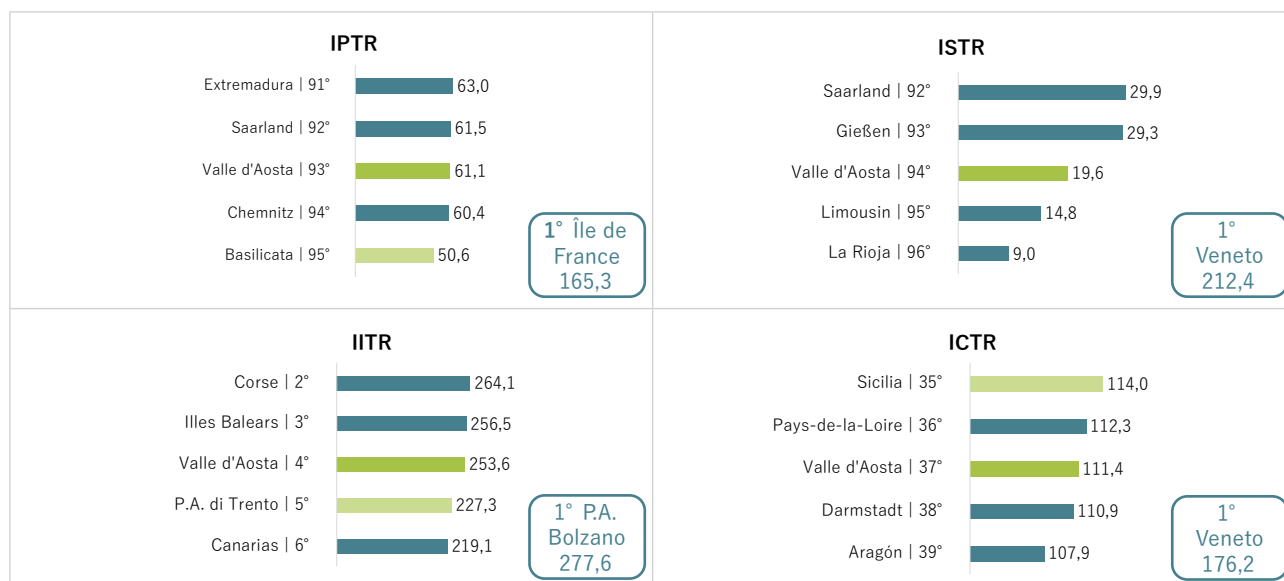 IPTR
Extremadura | 91° 63,0
Saarland | 92° 61,5
Valle d'Aosta | 93° 61,1
Chemnitz | 94° 60,4
Basilicata | 95° 50,6
1° Île de
France
165,3
ISTR
Saarland | 92° 29,9
Gießen | 93° 29,3
Valle d'Aosta | 94° 19,6
Limousin | 95° 14,8
La Rioja | 96° 9,0
1°
Veneto
212,4
IITR
Corse | 2° 264,1
Illes Balears | 3° 256,5
Valle d'Aosta | 4° 253,6
P.A. di Trento | 5° 227,3
Canarias | 6° 219,1
1° P.A.
Bolzano
277,6
ICTR
Sicilia | 35° 114,0
Pays-de-la-Loire | 36° 112,3
Valle d'Aosta | 37° 111,4
Darmstadt | 38° 110,9
Aragón | 39° 107,9
1°
Veneto
176,2